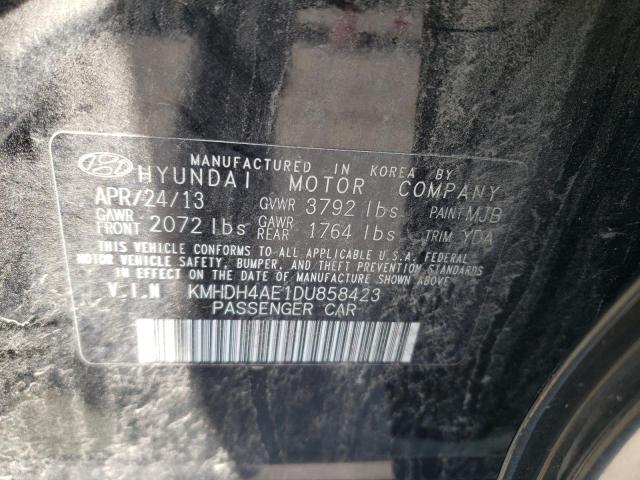 MANUFACTURED IN KOREA BY
HYUNDAI MOTOR COMPANY
APR/24/13 GVWR 3792 lbs PAINT MJB
GAWR FRONT 2072 lbs GAWR REAR 1764 lbs TRIM YDA
THIS VEHICLE CONFORMS TO ALL APPLICABLE U.S.A. FEDERAL
MOTOR VEHICLE SAFETY, BUMPER, AND THEFT PREVENTION STANDARDS
IN EFFECT ON THE DATE OF MANUFACTURE SHOWN ABOVE.
V.I.N KMHDH4AE1DU858423
PASSENGER CAR